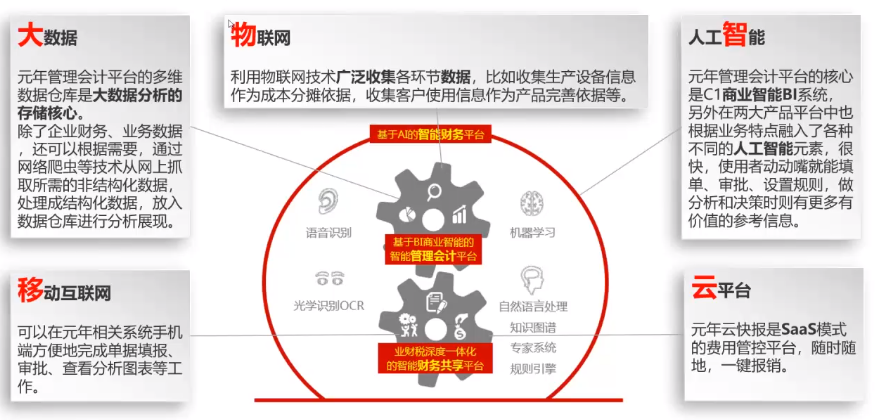 大数据
元年管理会计平台的多维
数据仓库是大数据分析的
存储核心。
除了企业财务、业务数据
，还可以根据需要，通过
网络爬虫等技术从网上抓
取所需的非结构化数据，
处理成结构化数据，放入
数据仓库进行分析展现。
物联网
利用物联网技术广泛收集各环节数据，比如收集生产设备信息
作为成本分摊依据，收集客户使用信息作为产品完善依据等。
人工智能
元年管理会计平台的核心
是C1商业智能BI系统，
另外在两大产品平台中也
根据业务特点融入了各种
不同的人工智能元素，很
快，使用者动动嘴就能填
单、审批、设置规则，做
分析和决策时则有更多有
价值的参考信息。
基于AI的智能财务平台
语音识别
机器学习
基于BI商业智能的
智能管理会计平台
光学识别OCR
自然语言处理
知识图谱
专家系统
规则引擎
业财税深度一体化
的智能财务共享平台
移动互联网
可以在元年相关系统手机
端方便地完成单据填报、
审批、查看分析图表等工
作。
云平台
元年云快报是SaaS模式
的费用管控平台，随时随
地，一键报销。